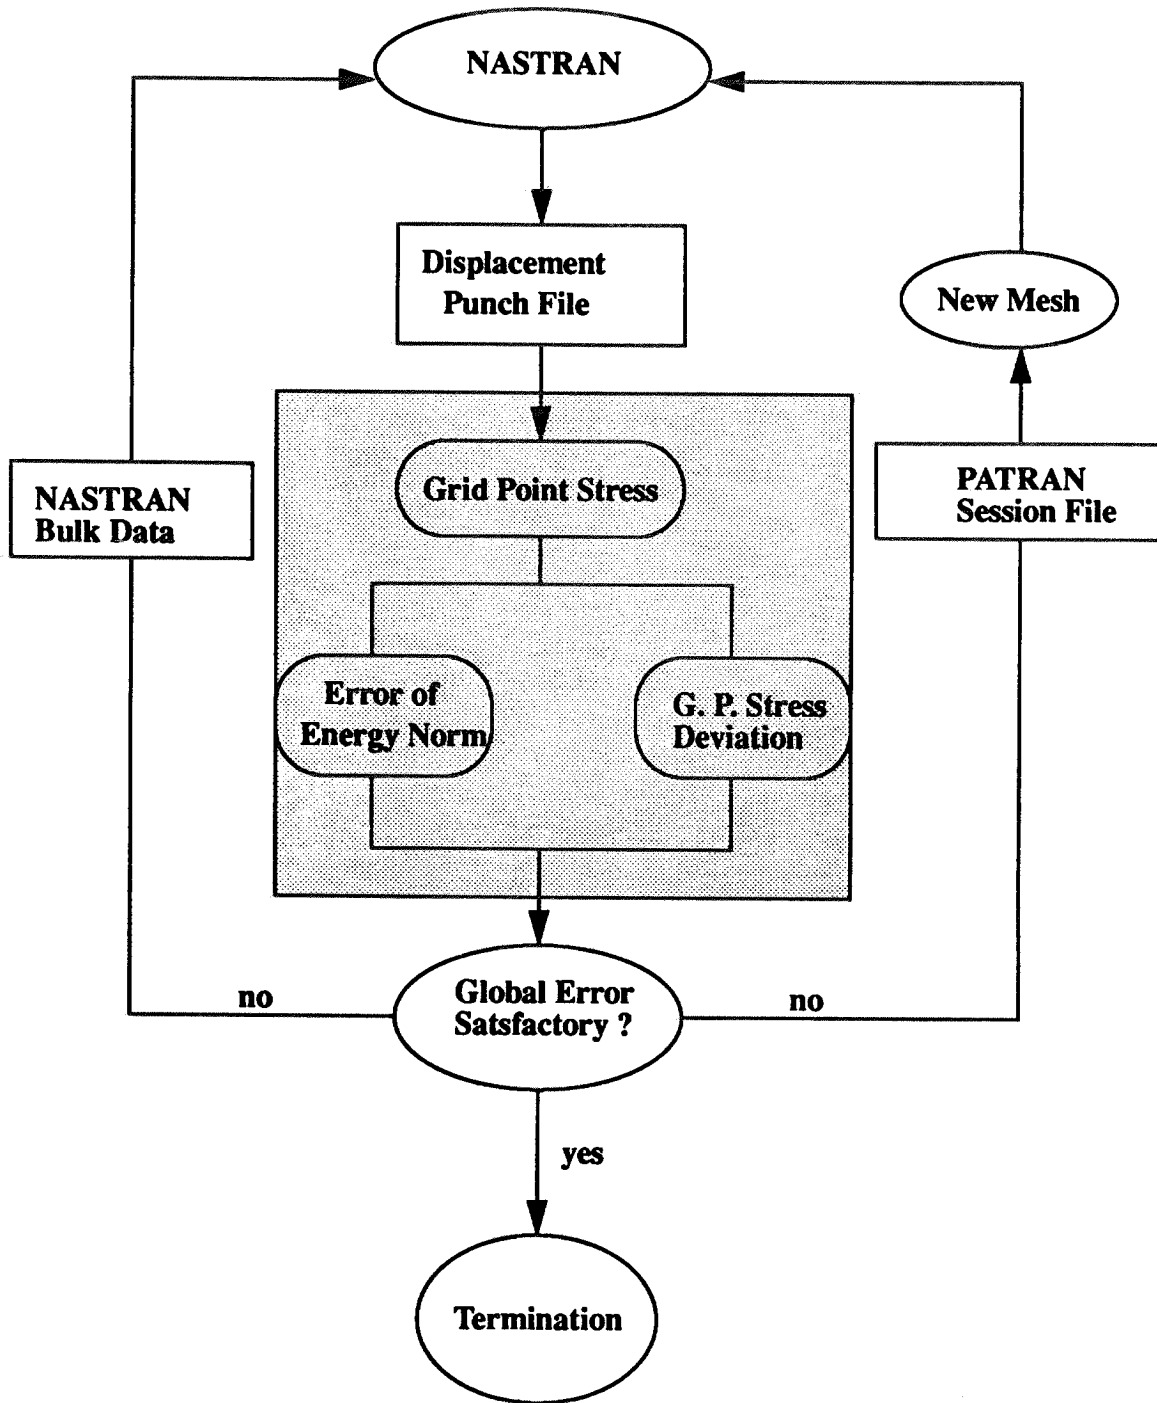 NASTRAN
Displacement
Punch File
New Mesh
Grid Point Stress
NASTRAN
Bulk Data
PATRAN
Session File
Error of
Energy Norm
G. P. Stress
Deviation
no
Global Error
Satsfactory ?
no
yes
Termination